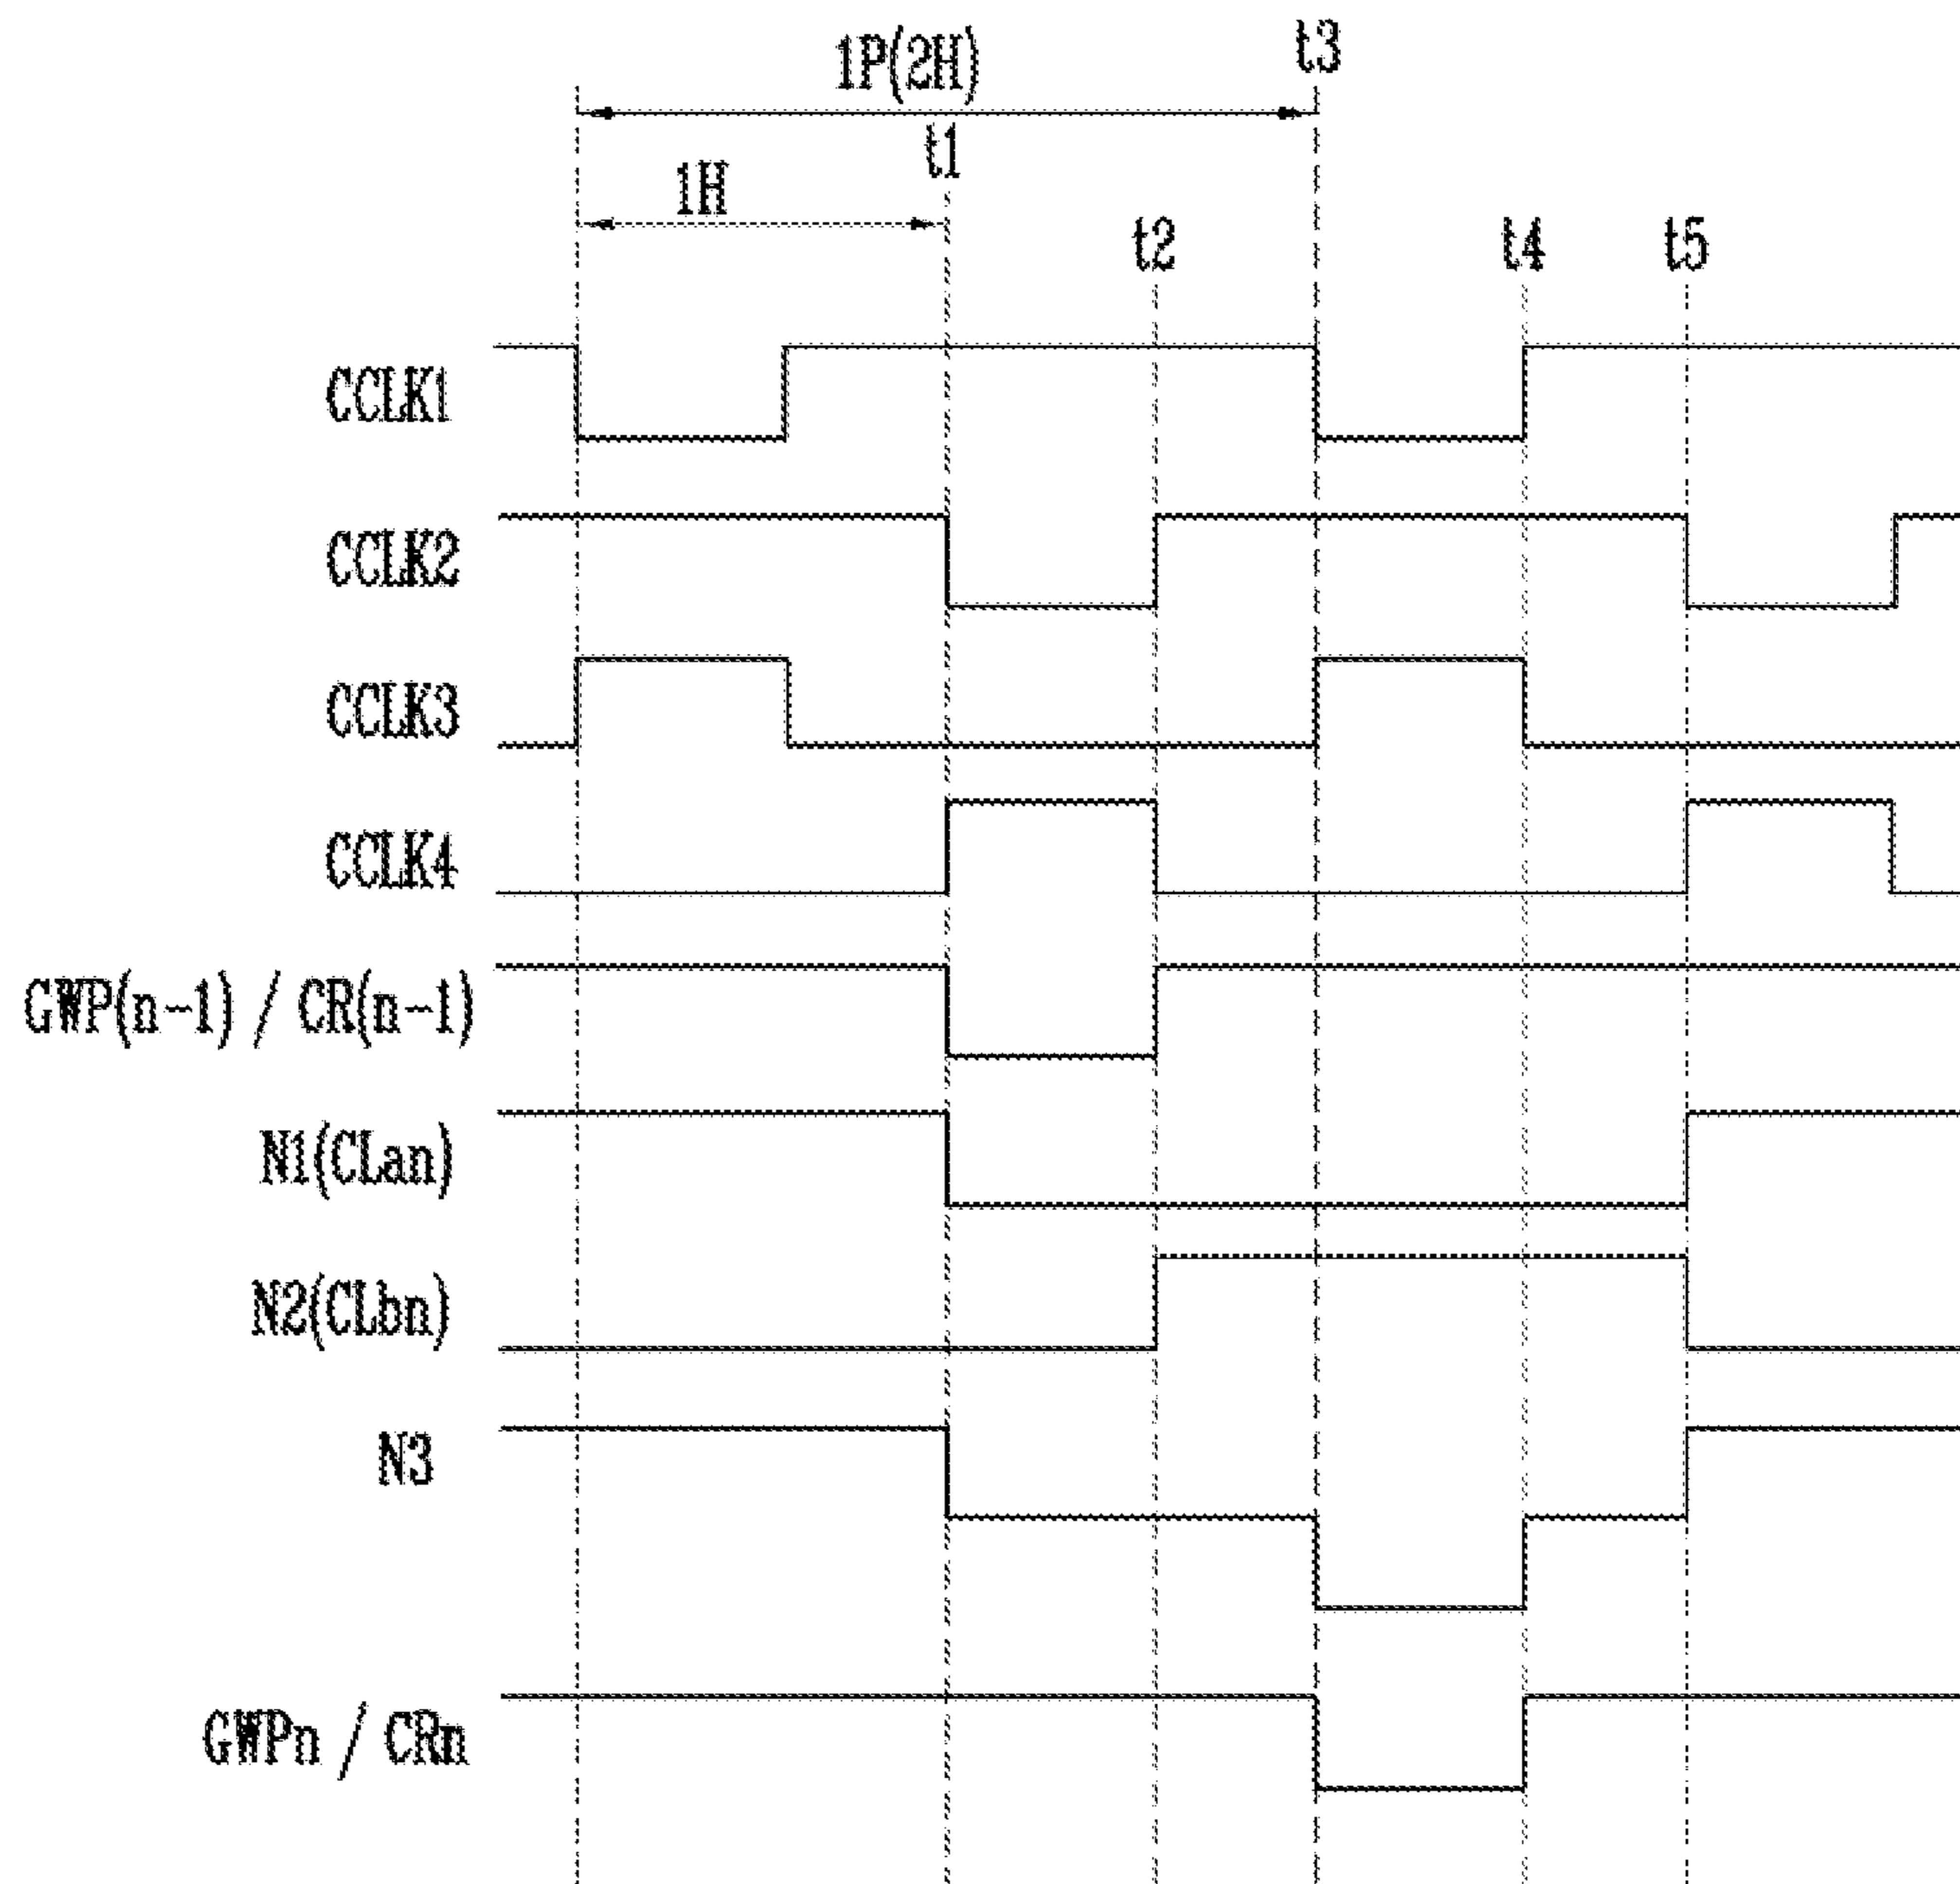 1P(2H)
t3
t1
1H
t2
t4
t5
CCLK1
CCLK2
CCLK3
CCLK4
GWP(n-1) / CR(n-1)
N1(CLan)
N2(CLbn)
N3
GWPn / CRn